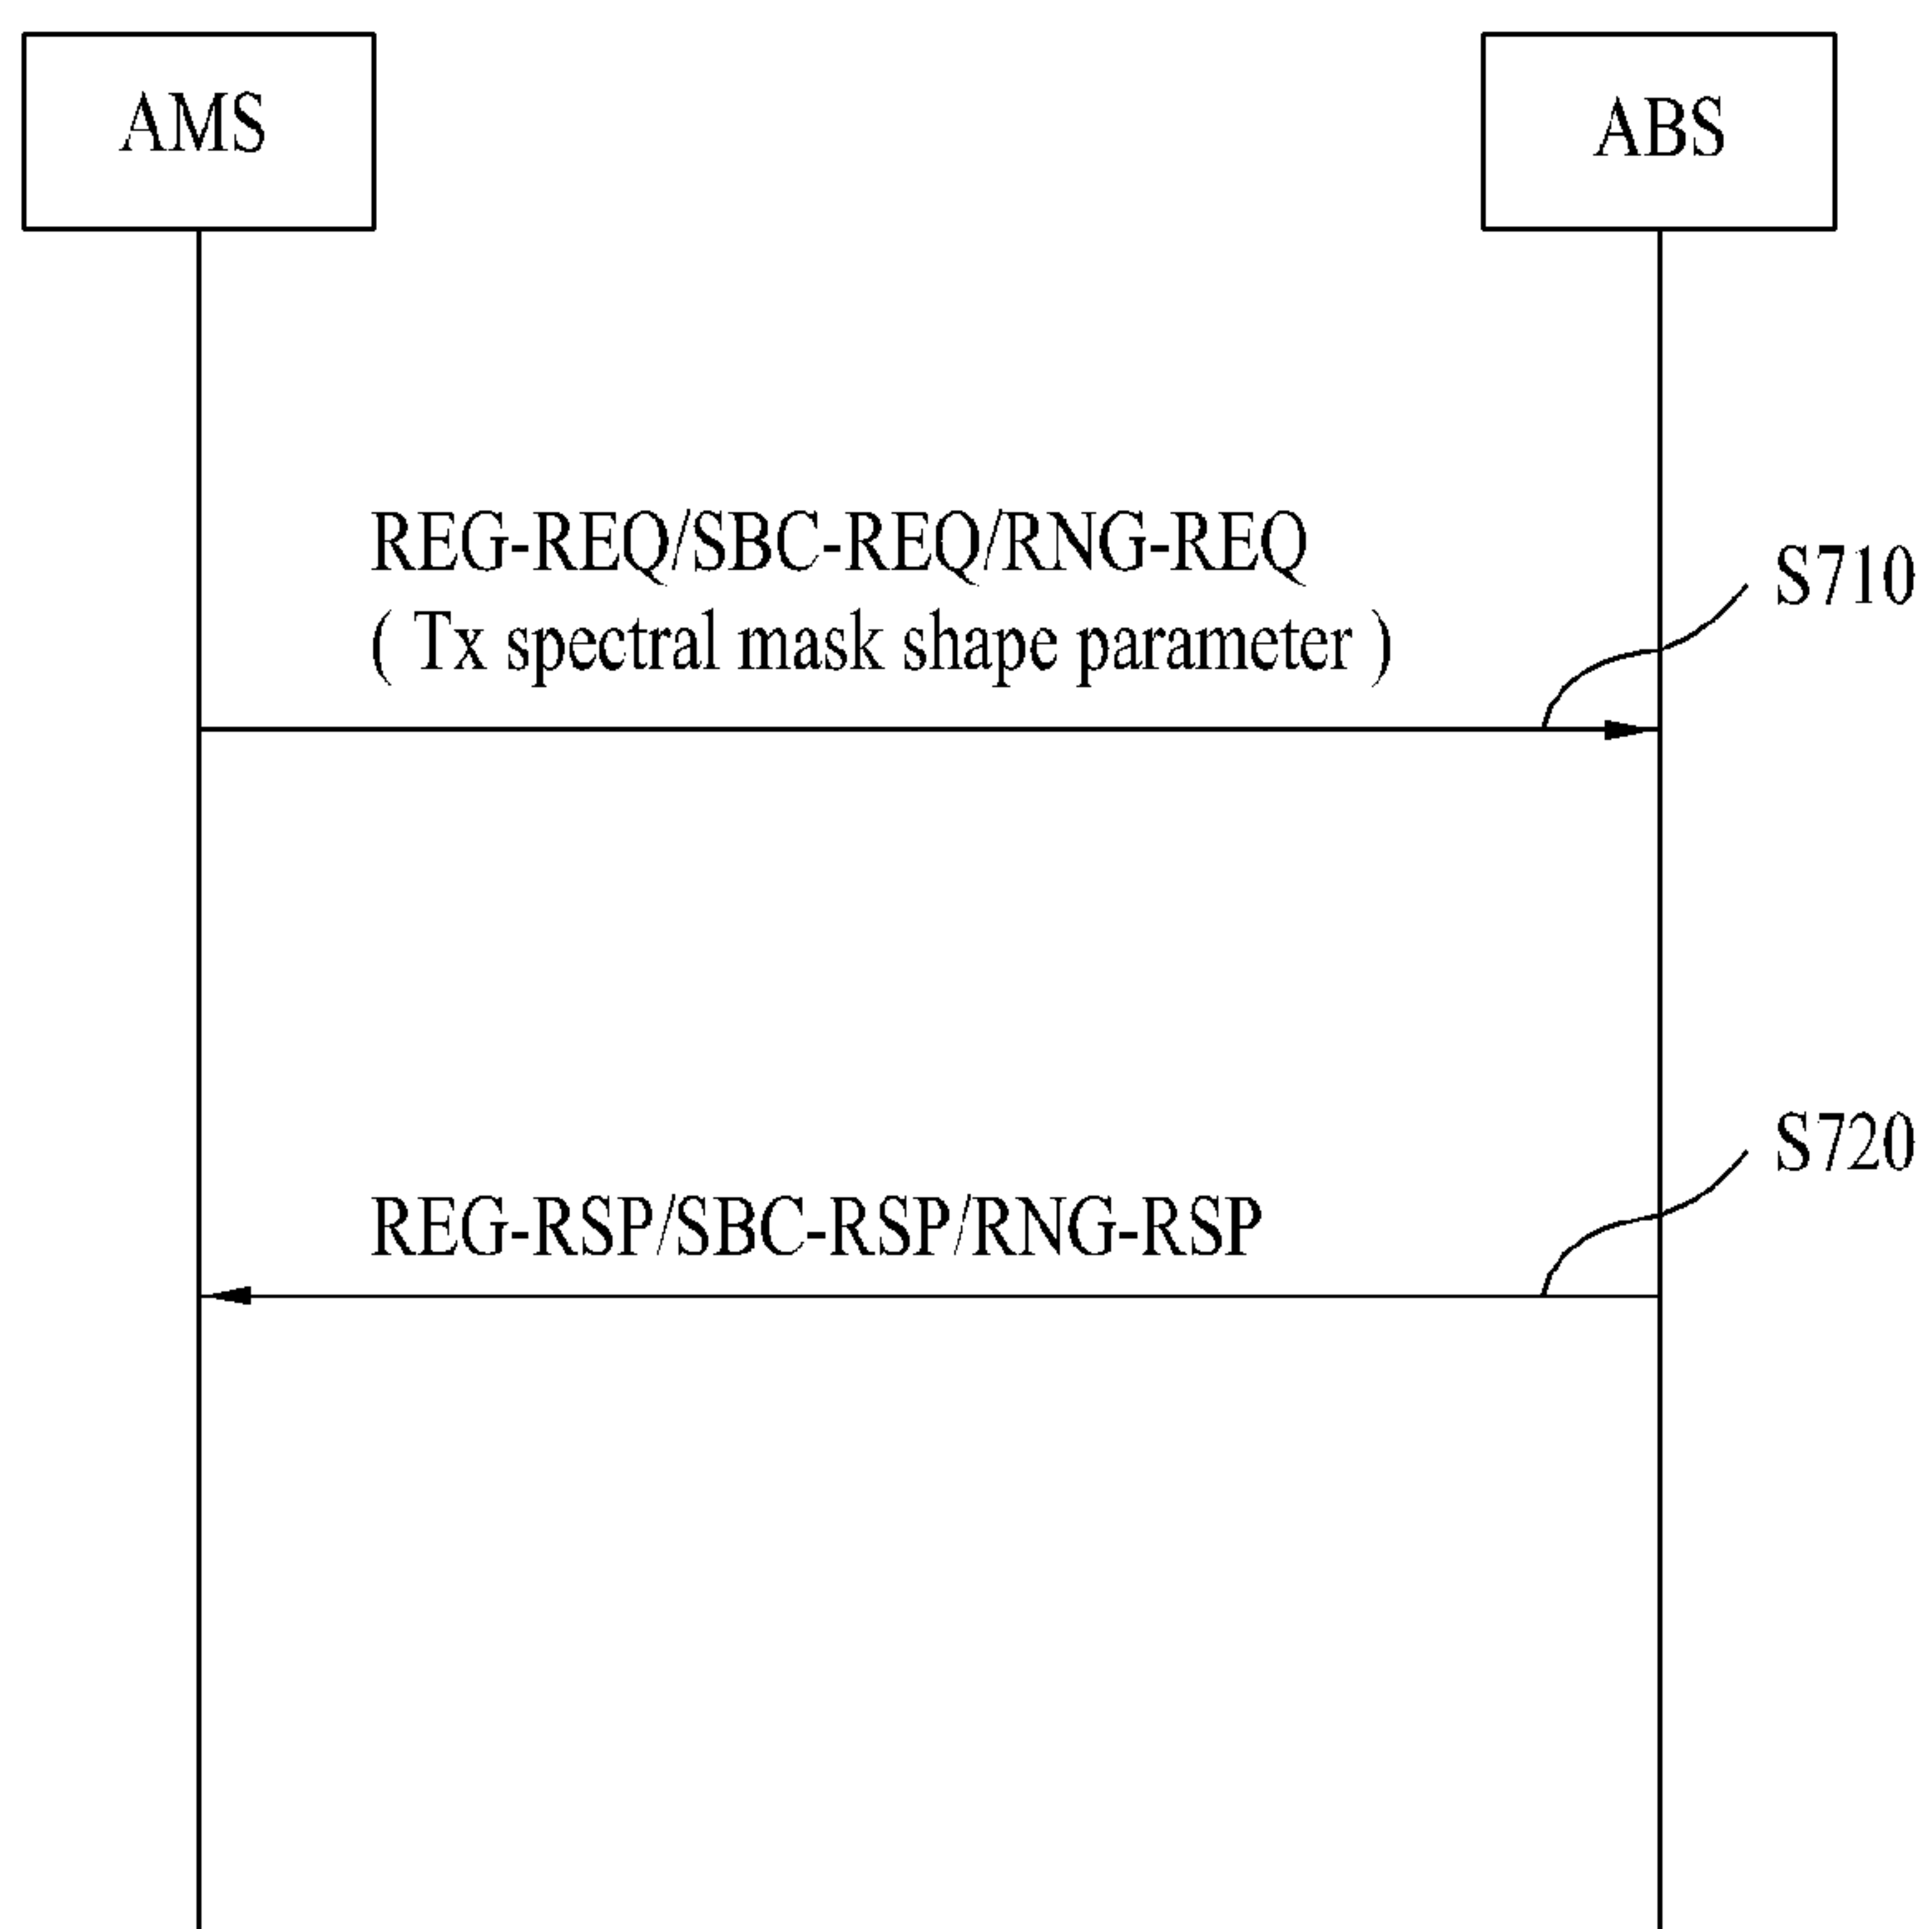 AMS
ABS
REG-REQ/SBC-REQ/RNG-REQ
( Tx spectral mask shape parameter )
S710
S720
REG-RSP/SBC-RSP/RNG-RSP